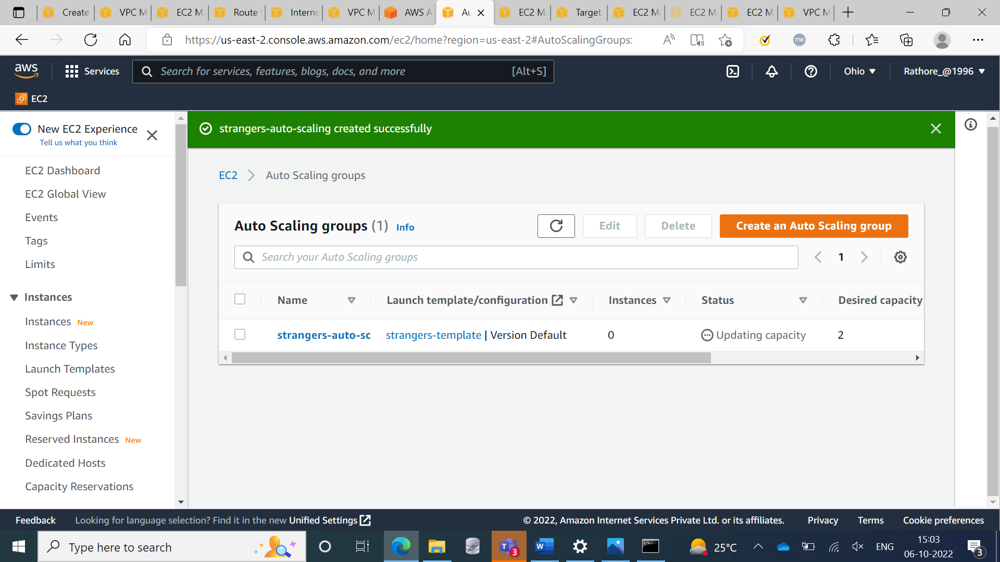 Create
VPC M
EC2 Ma
Route
Interne
VPC M
AWS A
Au
EC2 Ma
Target
EC2 Ma
EC2 Ma
EC2 M
VPC M
https://us-east-2.console.aws.amazon.com/ec2/home?region=us-east-2#AutoScalingGroups:
me
aws
Services
Search for services, features, blogs, docs, and more [Alt+S]
Ohio
Rathore_@1996
EC2
New EC2 Experience
Tell us what you think
EC2 Dashboard
EC2 Global View
Events
Tags
Limits
Instances
Instances New
Instance Types
Launch Templates
Spot Requests
Savings Plans
Reserved Instances New
Dedicated Hosts
Capacity Reservations
strangers-auto-scaling created successfully
EC2
Auto Scaling groups
Auto Scaling groups (1) Info
Edit
Delete
Create an Auto Scaling group
Search your Auto Scaling groups
1
Name
Launch template/configuration
Instances
Status
Desired capacity
strangers-auto-sc
strangers-template | Version Default
0
Updating capacity
2
Feedback
Looking for language selection? Find it in the new Unified Settings
© 2022, Amazon Internet Services Private Ltd. or its affiliates.
Privacy
Terms
Cookie preferences
Type here to search
3
25°C
ENG
15:03
06-10-2022
3